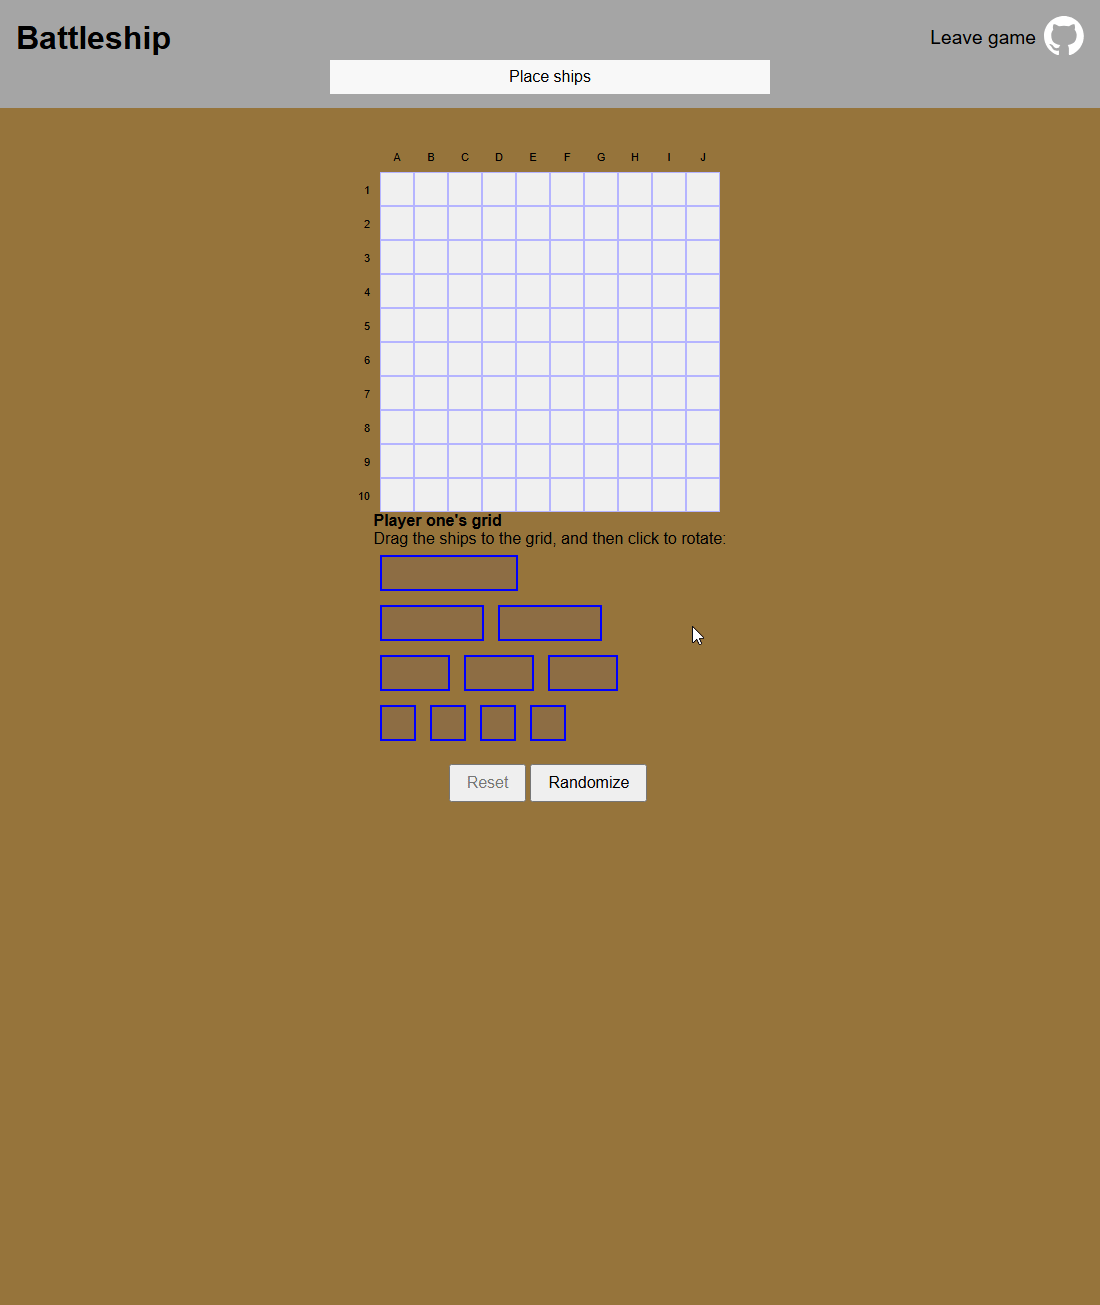 Battleship
Leave game
Place ships
A B C D E F G H I J
1
2
3
4
5
6
7
8
9
10
Player one's grid
Drag the ships to the grid, and then click to rotate:
Reset Randomize